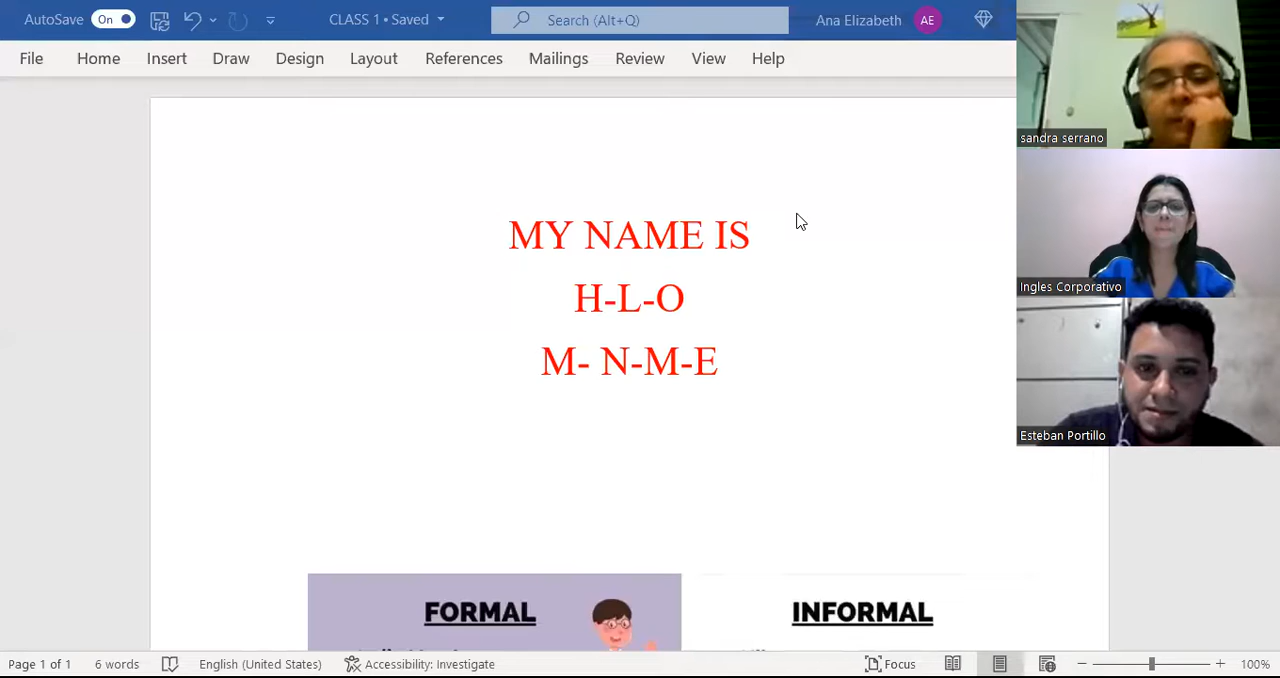 AutoSave On CLASS 1 • Saved Search (Alt+Q) Ana Elizabeth AE
File Home Insert Draw Design Layout References Mailings Review View Help
sandra serrano
MY NAME IS
H-L-O
Ingles Corporativo
M- N-M-E
Esteban Portillo
FORMAL INFORMAL
Page 1 of 1 6 words English (United States) Accessibility: Investigate Focus 100%